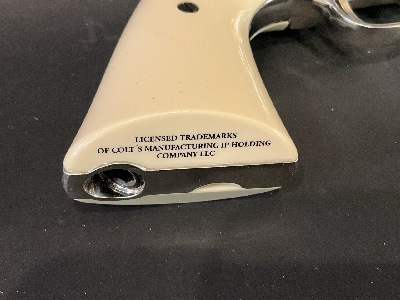 LICENSED TRADEMARKS
OF COLT'S MANUFACTURING IP HOLDING
COMPANY LLC